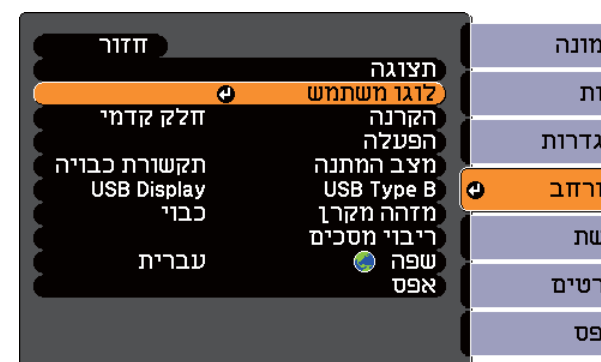 חזור
תצוגה
לוגו משתמש
הקרנה חלק קדמי
הפעלה
מצב המתנה תקשורת כבויה
USB Type B USB Display
מזהה מקרן כבוי
ריבוי מסכים
שפה עברית
אפס
מונה
ות
גדרות
ורחב
שת
רטים
פס